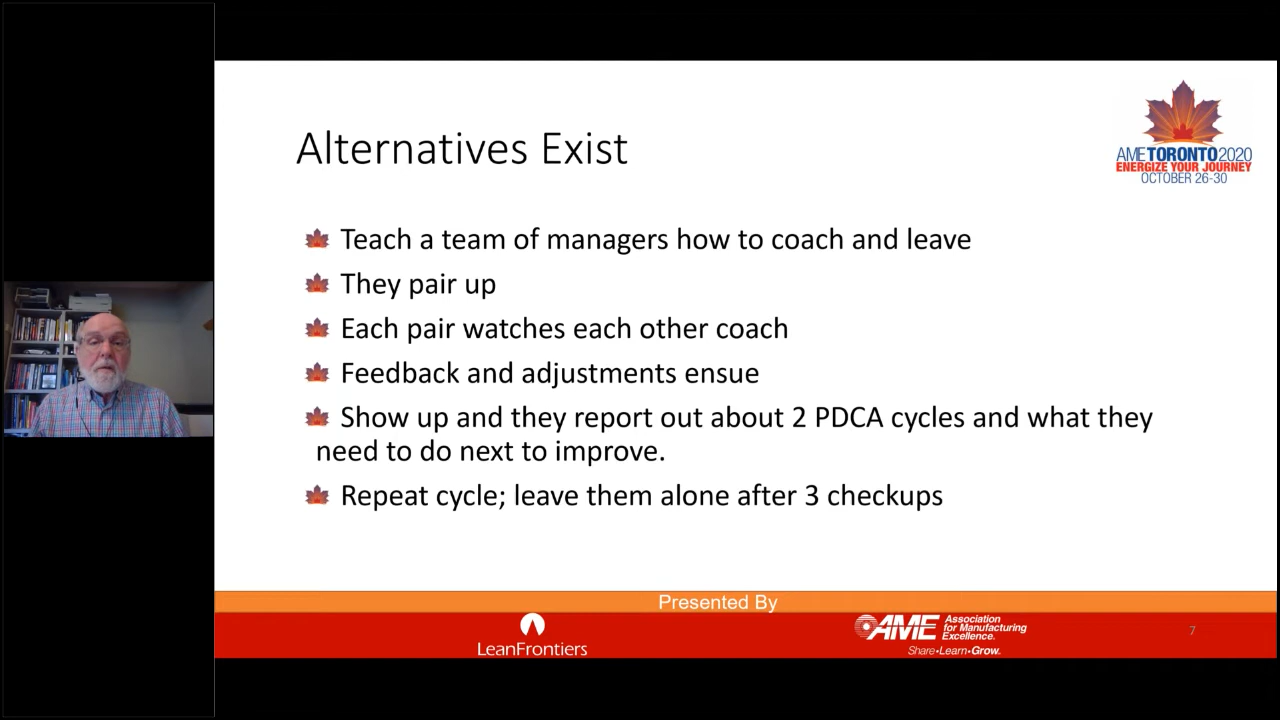 Alternatives Exist
AMETORONTO2020
ENERGIZE YOUR JOURNEY
OCTOBER 26-30
Teach a team of managers how to coach and leave
They pair up
Each pair watches each other coach
Feedback and adjustments ensue
Show up and they report out about 2 PDCA cycles and what they
need to do next to improve.
Repeat cycle; leave them alone after 3 checkups
Presented By
LeanFrontiers
AME Association
for Manufacturing
Excellence.
Share•Learn•Grow.
7